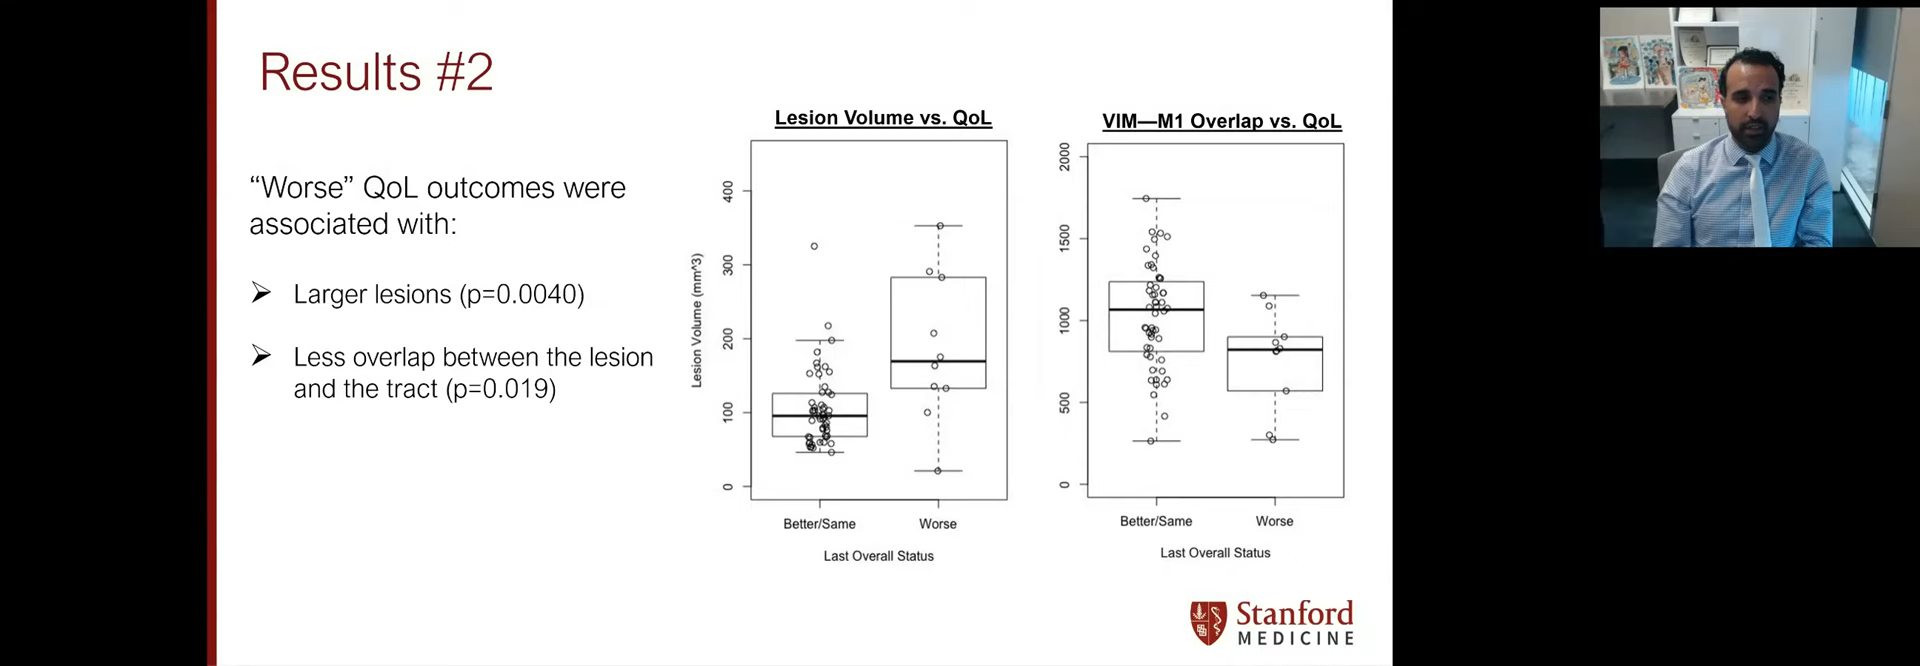 Results #2
“Worse” QoL outcomes were
associated with:
➢ Larger lesions (p=0.0040)
➢ Less overlap between the lesion
and the tract (p=0.019)
Lesion Volume vs. QoL
Lesion Volume (mm^3)
400
300
200
100
0
Better/Same
Worse
Last Overall Status
VIM—M1 Overlap vs. QoL
2000
1500
1000
500
0
Better/Same
Worse
Last Overall Status
Stanford
MEDICINE